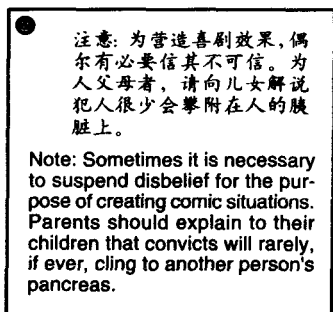 注意: 为营造喜剧效果, 偶
尔有必要信其不可信。为
人父母者, 请向儿女解说
犯人很少会攀附在人的胰
脏上。
Note: Sometimes it is necessary
to suspend disbelief for the pur-
pose of creating comic situations.
Parents should explain to their
children that convicts will rarely,
if ever, cling to another person's
pancreas.